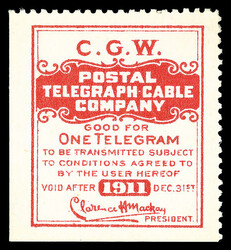 C.G.W.
POSTAL
TELEGRAPH-CABLE
COMPANY
GOOD FOR
ONE TELEGRAM
TO BE TRANSMITTED SUBJECT
TO CONDITIONS AGREED TO
BY THE USER HEREOF
VOID AFTER 1911 DEC. 31ST
Clarence H Mackay
PRESIDENT.